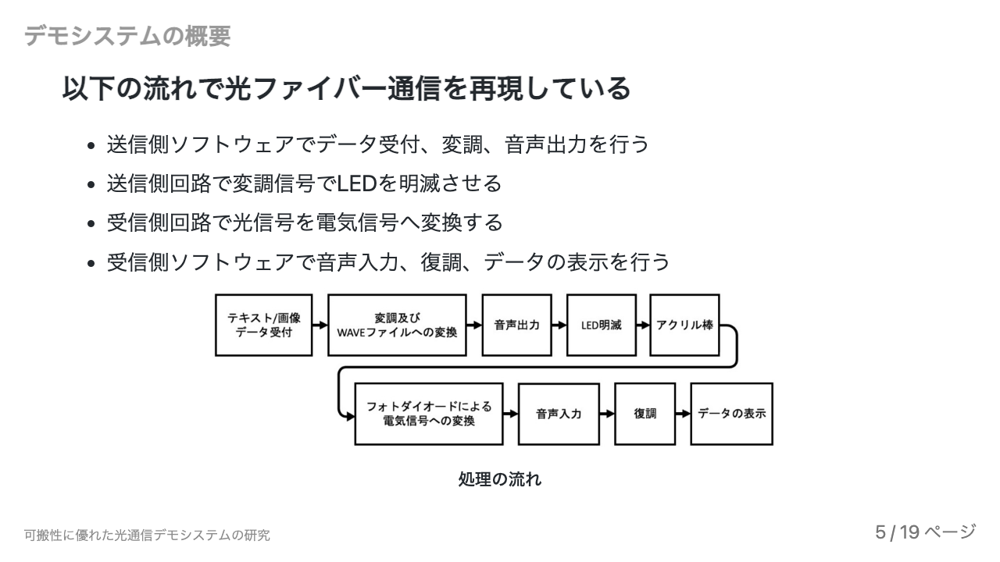 デモシステムの概要
以下の流れで光ファイバー通信を再現している
• 送信側ソフトウェアでデータ受付、変調、音声出力を行う
• 送信側回路で変調信号でLEDを明滅させる
• 受信側回路で光信号を電気信号へ変換する
• 受信側ソフトウェアで音声入力、復調、データの表示を行う
テキスト/画像
データ受付
変調及び
WAVEファイルへの変換
音声出力
LED明滅
アクリル棒
フォトダイオードによる
電気信号への変換
音声入力
復調
データの表示
処理の流れ
可搬性に優れた光通信デモシステムの研究
5 / 19 ページ